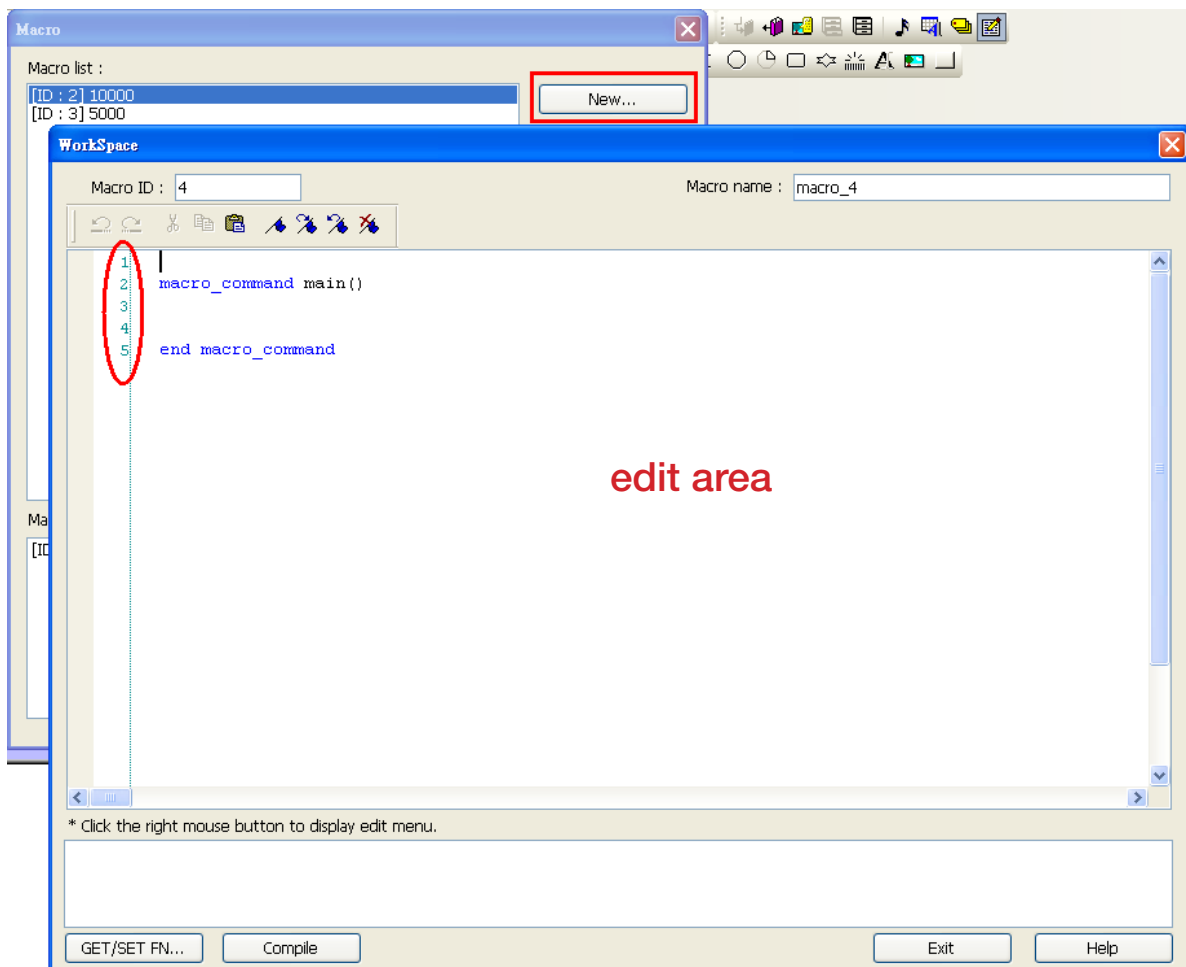 Macro
Macro list :
[ID : 2] 10000
[ID : 3] 5000
New...
WorkSpace
Macro ID : 4
Macro name : macro_4
1
2 macro_command main()
3
4
5 end macro_command
edit area
Ma
[ID
* Click the right mouse button to display edit menu.
GET/SET FN... Compile Exit Help